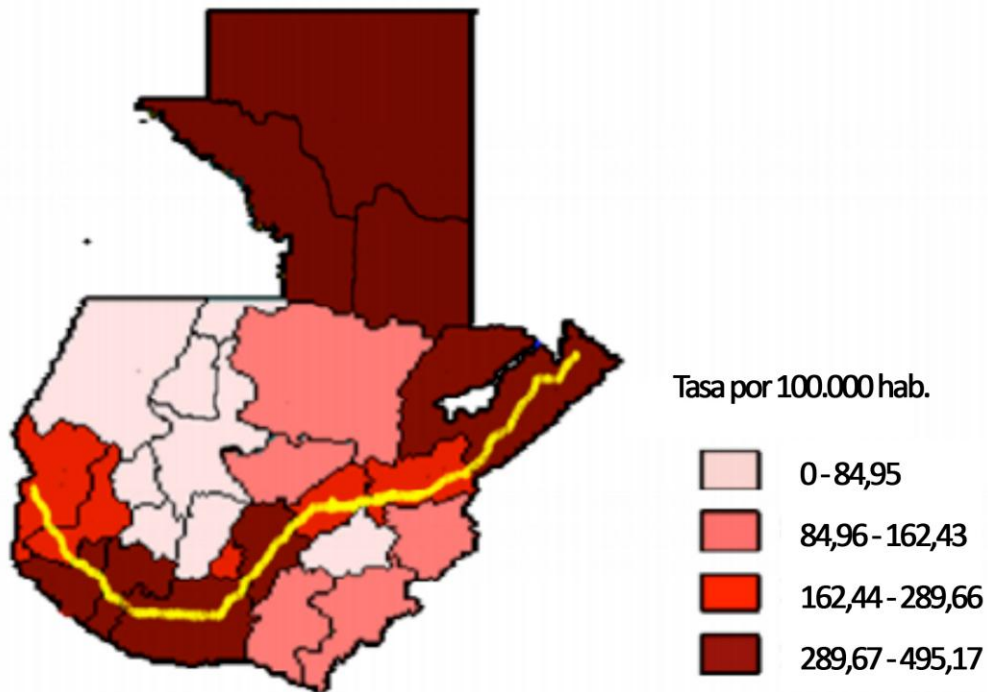 Tasa por 100.000 hab.
0 - 84,95
84,96 - 162,43
162,44 - 289,66
289,67 - 495,17